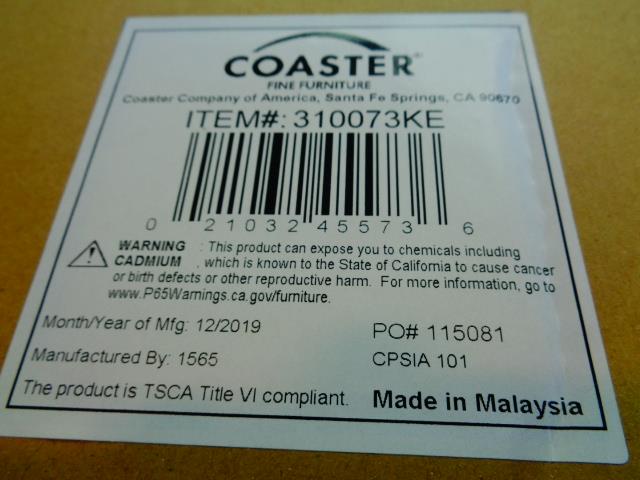 COASTER®
FINE FURNITURE
Coaster Company of America, Santa Fe Springs, CA 90670
ITEM#: 310073KE
0 21032 45573 6
WARNING : This product can expose you to chemicals including
CADMIUM , which is known to the State of California to cause cancer
or birth defects or other reproductive harm. For more information, go to
www.P65Warnings.ca.gov/furniture.
Month/Year of Mfg: 12/2019
PO# 115081
Manufactured By: 1565
CPSIA 101
The product is TSCA Title VI compliant.
Made in Malaysia